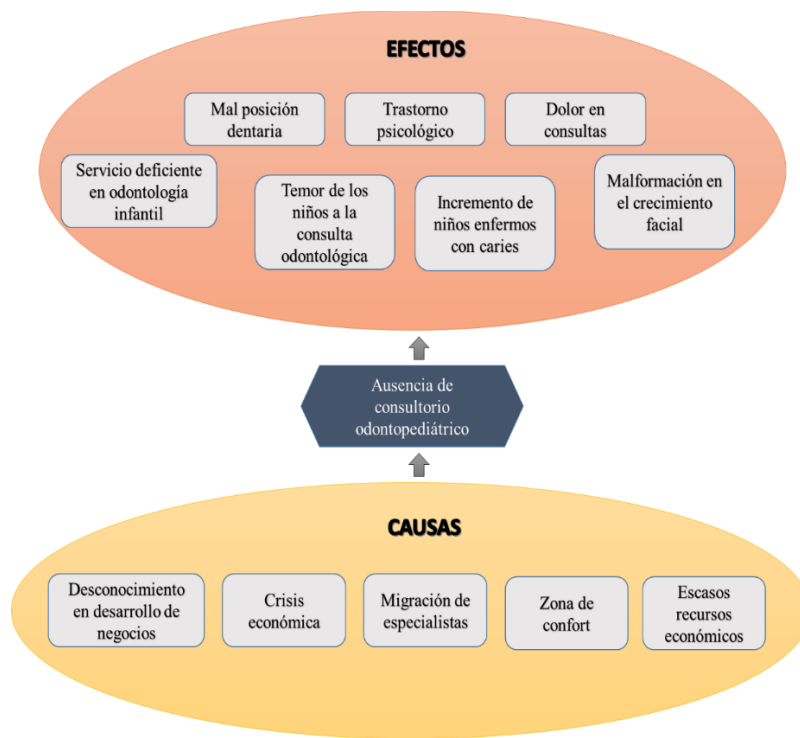 EFECTOS
Mal posición
dentaria
Trastorno
psicológico
Dolor en
consultas
Servicio deficiente
en odontología
infantil
Temor de los
niños a la
consulta
odontológica
Incremento de
niños enfermos
con caries
Malformación en
el crecimiento
facial
Ausencia de
consultorio
odontopediátrico
CAUSAS
Desconocimiento
en desarrollo de
negocios
Crisis
económica
Migración de
especialistas
Zona de
confort
Escasos
recursos
económicos